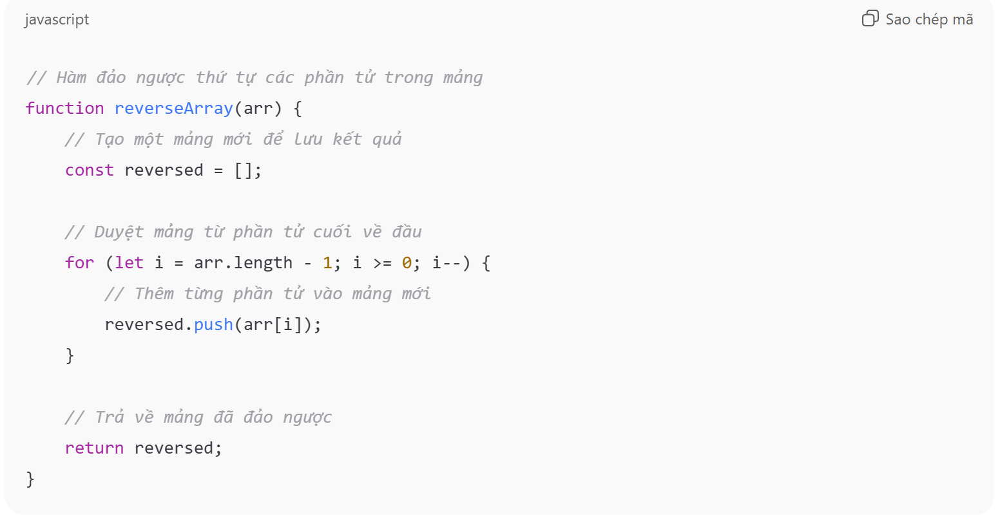 javascript
Sao chép mã
// Hàm đảo ngược thứ tự các phần tử trong mảng
function reverseArray(arr) {
    // Tạo một mảng mới để lưu kết quả
    const reversed = [];

    // Duyệt mảng từ phần tử cuối về đầu
    for (let i = arr.length - 1; i >= 0; i--) {
        // Thêm từng phần tử vào mảng mới
        reversed.push(arr[i]);
    }

    // Trả về mảng đã đảo ngược
    return reversed;
}